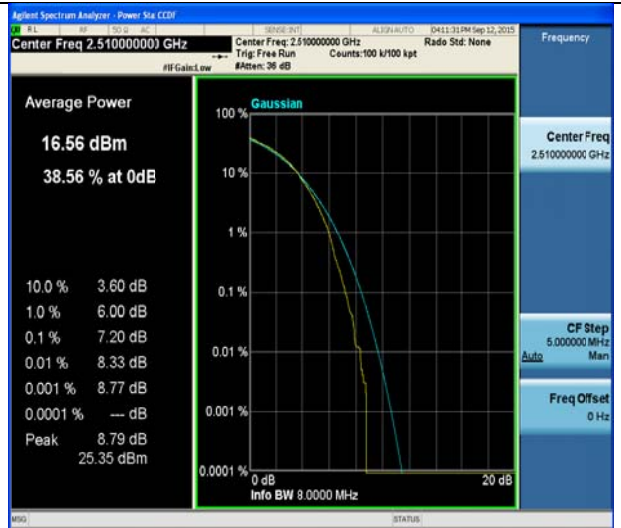 Agilent Spectrum Analyzer - Power Sta CCDF
RL RF 50 Ω AC SENSE:INT ALIGN AUTO 04:11:31 PM Sep 12, 2015
Center Freq 2.510000000 GHz
Center Freq: 2.510000000 GHz Radio Std: None
Trig: Free Run Counts:100 k/100 kpt
#IFGain:Low #Atten: 36 dB
Frequency
Average Power
16.56 dBm
38.56 % at 0dB
10.0 % 3.60 dB
1.0 % 6.00 dB
0.1 % 7.20 dB
0.01 % 8.33 dB
0.001 % 8.77 dB
0.0001 % --- dB
Peak 8.79 dB
25.35 dBm
Gaussian
100 %
10 %
1 %
0.1 %
0.01 %
0.001 %
0.0001 %
0 dB 20 dB
Info BW 8.0000 MHz
Center Freq
2.510000000 GHz
CF Step
5.000000 MHz
Auto Man
Freq Offset
0 Hz
MSG STATUS